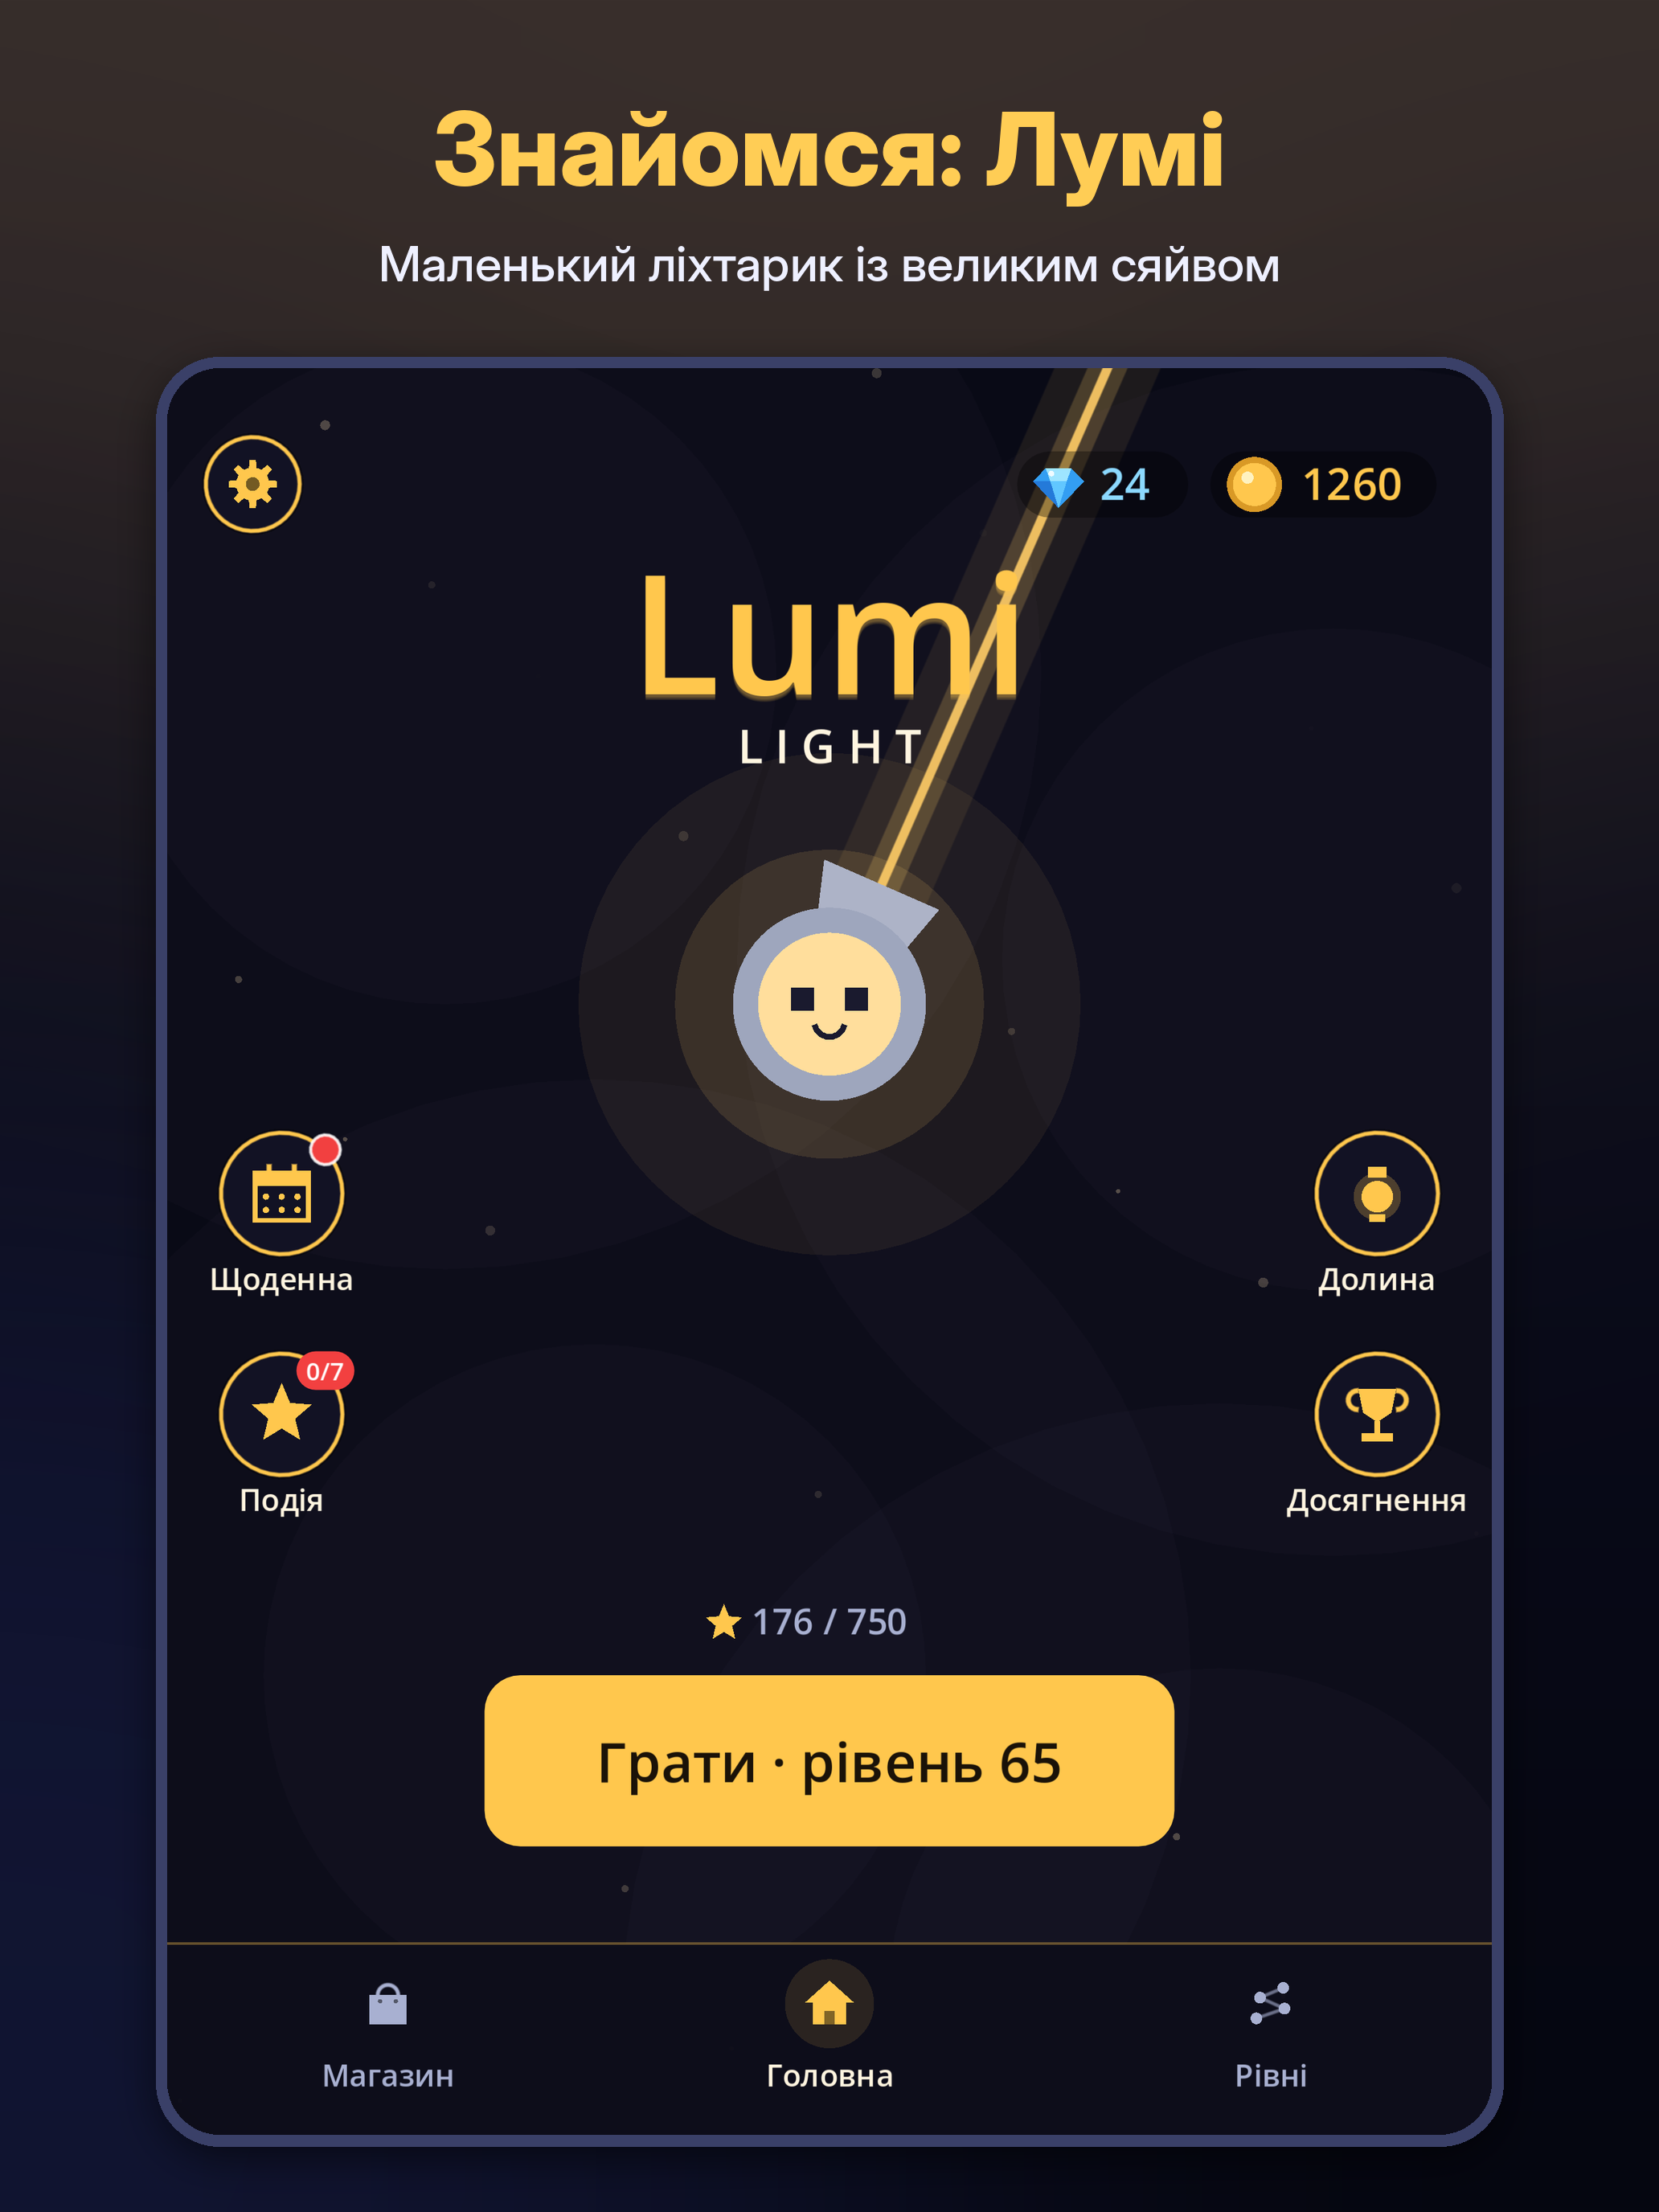 Знайомся: Лумі
Маленький ліхтарик із великим сяйвом
24
1260
Lumi
LIGHT
Щоденна
Долина
0/7
Подія
Досягнення
176 / 750
Грати · рівень 65
Магазин
Головна
Рівні